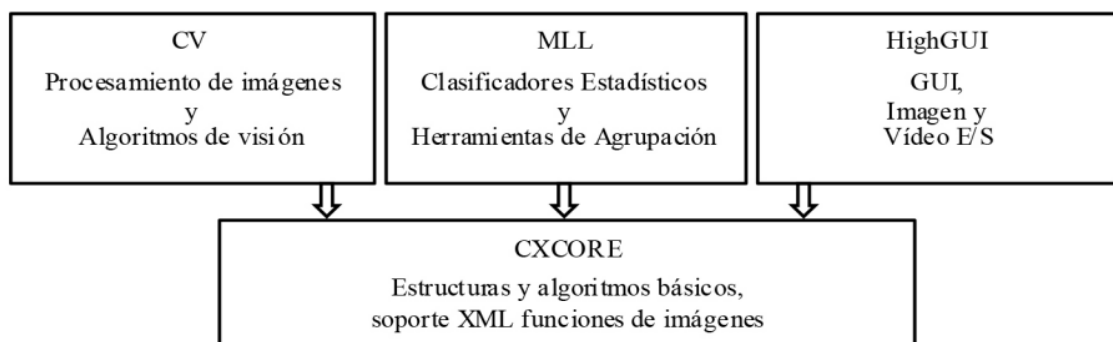 CV
Procesamiento de imágenes
y
Algoritmos de visión
MLL
Clasificadores Estadísticos
y
Herramientas de Agrupación
HighGUI
GUI,
Imagen y
Vídeo E/S
CXCORE
Estructuras y algoritmos básicos,
soporte XML funciones de imágenes